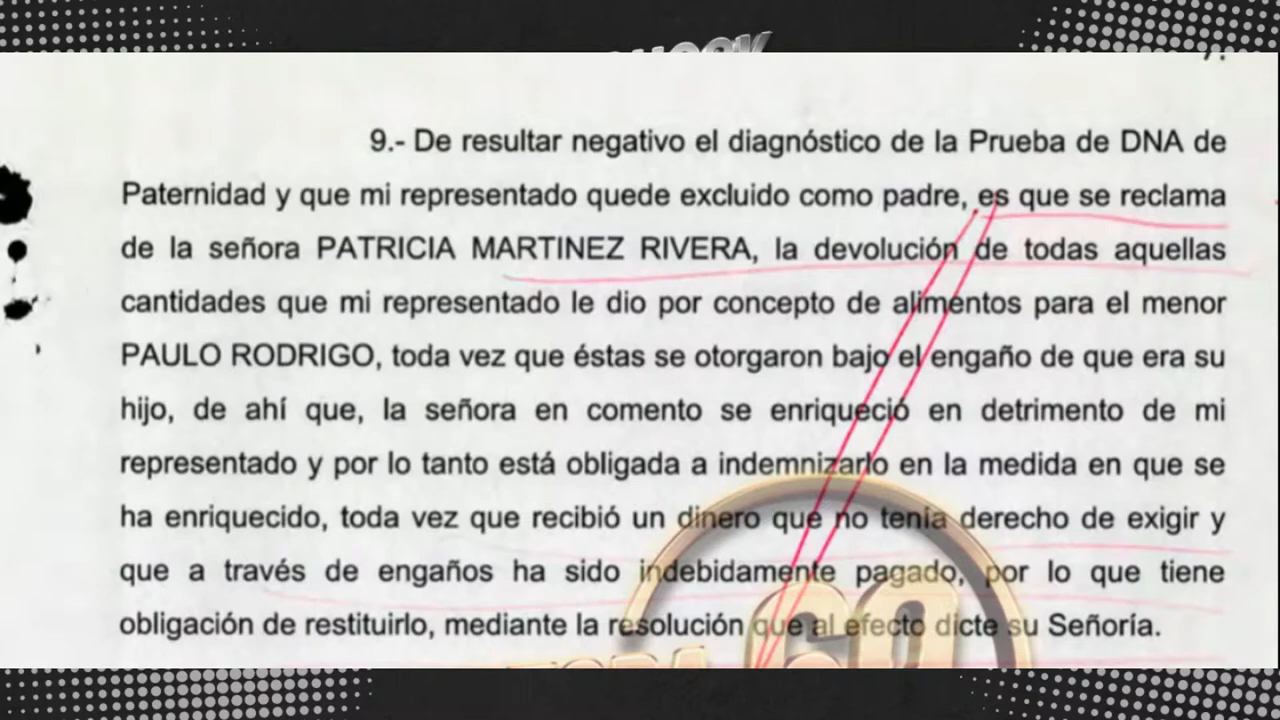 9.- De resultar negativo el diagnóstico de la Prueba de DNA de
Paternidad y que mi representado quede excluido como padre, es que se reclama
de la señora PATRICIA MARTINEZ RIVERA, la devolución de todas aquellas
cantidades que mi representado le dio por concepto de alimentos para el menor
PAULO RODRIGO, toda vez que éstas se otorgaron bajo el engaño de que era su
hijo, de ahí que, la señora en comento se enriqueció en detrimento de mi
representado y por lo tanto está obligada a indemnizarlo en la medida en que se
ha enriquecido, toda vez que recibió un dinero que no tenía derecho de exigir y
que a través de engaños ha sido indebidamente pagado, por lo que tiene
obligación de restituirlo, mediante la resolución que al efecto dicte su Señoría.
60